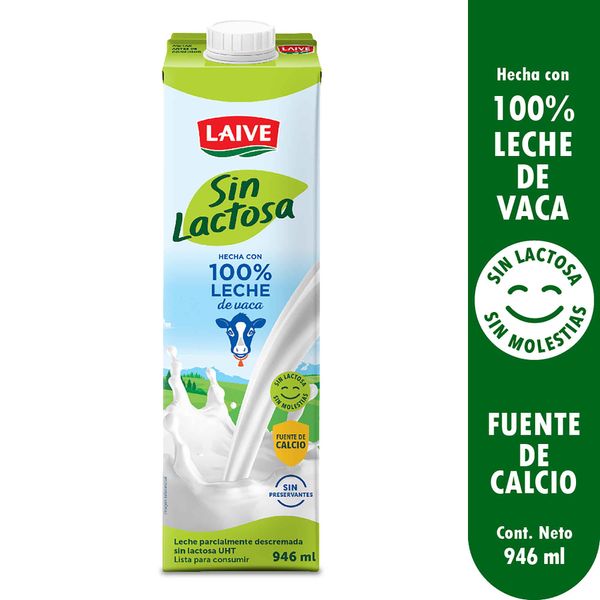 LAIVE
LAIVE
Sin
Lactosa
HECHA CON
100%
LECHE
de vaca
SIN LACTOSA
SIN MOLESTIAS
FUENTE DE
CALCIO
SIN
PRESERVANTES
Leche parcialmente descremada
sin lactosa UHT
Lista para consumir
946 ml
Hecha con
100%
LECHE
DE
VACA
SIN LACTOSA
SIN MOLESTIAS
FUENTE
DE
CALCIO
Cont. Neto
946 ml